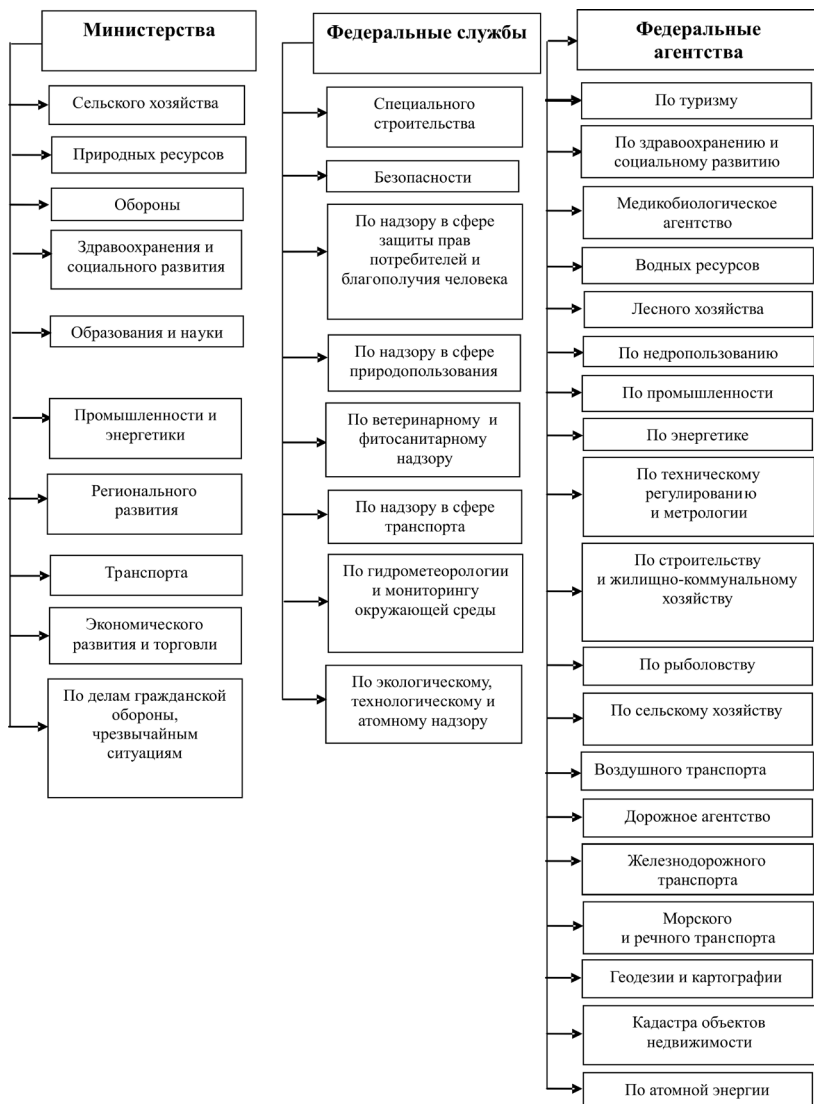 Министерства
Сельского хозяйства
Природных ресурсов
Обороны
Здравоохранения и
социального развития
Образования и науки
Промышленности и
энергетики
Регионального
развития
Транспорта
Экономического
развития и торговли
По делам гражданской
обороны,
чрезвычайным
ситуациям
Федеральные службы
Специального
строительства
Безопасности
По надзору в сфере
защиты прав
потребителей и
благополучия человека
По надзору в сфере
природопользования
По ветеринарному и
фитосанитарному
надзору
По надзору в сфере
транспорта
По гидрометеорологии
и мониторингу
окружающей среды
По экологическому,
технологическому и
атомному надзору
Федеральные
агентства
По туризму
По здравоохранению и
социальному развитию
Медикобиологическое
агентство
Водных ресурсов
Лесного хозяйства
По недропользованию
По промышленности
По энергетике
По техническому
регулированию
и метрологии
По строительству
и жилищно-коммунальному
хозяйству
По рыболовству
По сельскому хозяйству
Воздушного транспорта
Дорожное агентство
Железнодорожного
транспорта
Морского
и речного транспорта
Геодезии и картографии
Кадастра объектов
недвижимости
По атомной энергии